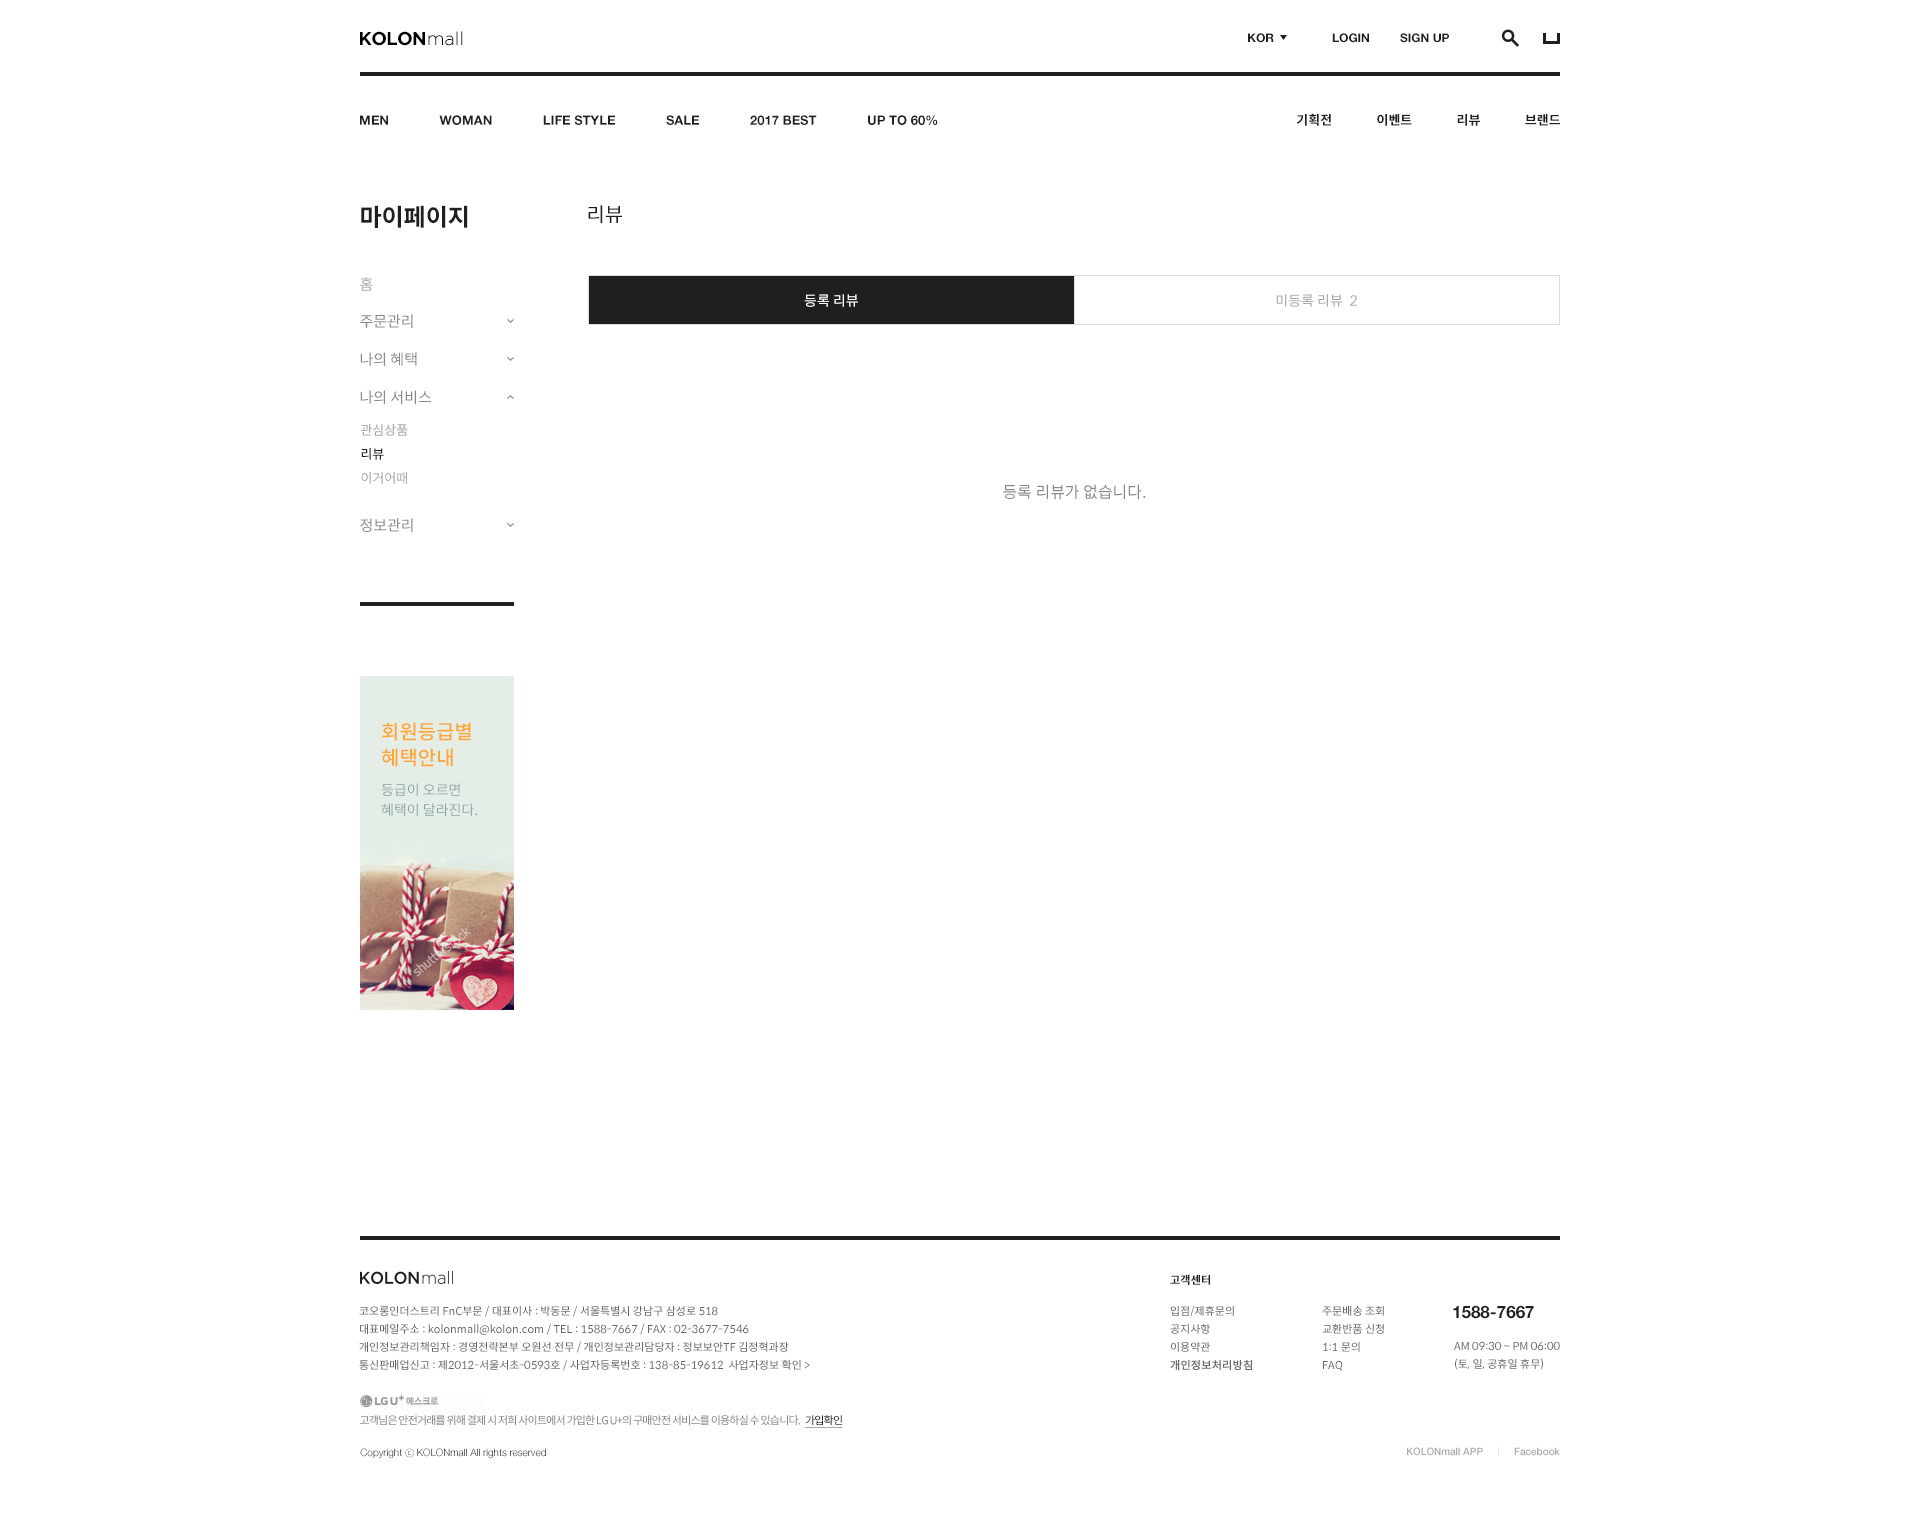 KOLONmall
KOR LOGIN SIGN UP
MEN WOMAN LIFE STYLE SALE 2017 BEST UP TO 60% 기획전 이벤트 리뷰 브랜드
마이페이지
리뷰
홈
주문관리
나의 혜택
나의 서비스
관심상품
리뷰
이거어때
정보관리
등록 리뷰 미등록 리뷰 2
등록 리뷰가 없습니다.
회원등급별
혜택안내
등급이 오르면
혜택이 달라진다.
shutterstock
KOLONmall
코오롱인더스트리 FnC부문 / 대표이사 : 박동문 / 서울특별시 강남구 삼성로 518
대표메일주소 : kolonmall@kolon.com / TEL : 1588-7667 / FAX : 02-3677-7546
개인정보관리책임자 : 경영전략본부 오원선 전무 / 개인정보관리담당자 : 정보보안TF 김정혁과장
통신판매업신고 : 제2012-서울서초-0593호 / 사업자등록번호 : 138-85-19612 사업자정보 확인 >
LG U+ 에스크로
고객님은 안전거래를 위해 결제 시 저희 사이트에서 가입한 LG U+의 구매안전 서비스를 이용하실 수 있습니다. 가입확인
Copyright ⓒ KOLONmall All rights reserved
고객센터
입점/제휴문의
공지사항
이용약관
개인정보처리방침
주문배송 조회
교환반품 신청
1:1 문의
FAQ
1588-7667
AM 09:30 ~ PM 06:00
(토, 일, 공휴일 휴무)
KOLONmall APP | Facebook